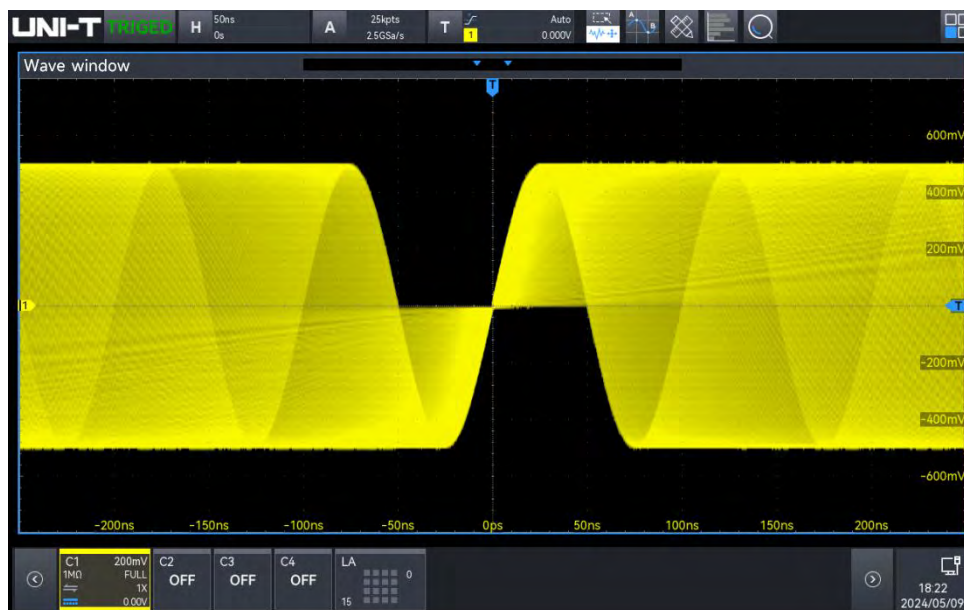 UNI-T TRIGED H 50ns 0s A 25kpts 2.5GSa/s T 1 Auto 0.000V A B
Wave window
T
600mV
400mV
200mV
1 T
-200mV
-400mV
-600mV
-200ns -150ns -100ns -50ns 0ps 50ns 100ns 150ns 200ns
C1 200mV
1MΩ FULL
1X
0.00V
C2
OFF
C3
OFF
C4
OFF
LA
0
15
18:22
2024/05/09